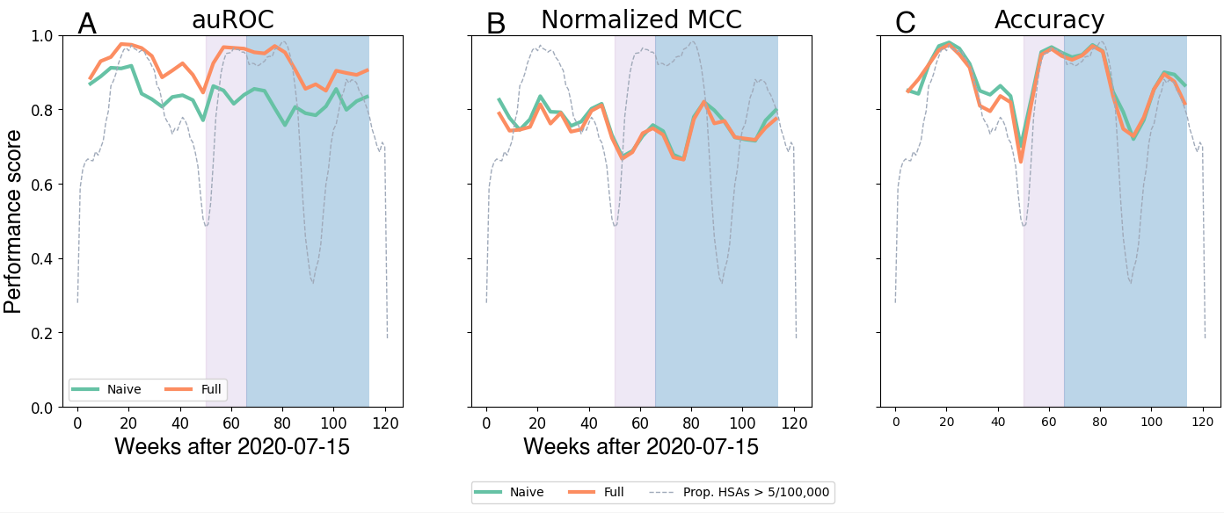 A auROC
B Normalized MCC
C Accuracy
Performance score
1.0
0.8
0.6
0.4
0.2
0.0
Naive Full
0 20 40 60 80 100 120
0 20 40 60 80 100 120
0 20 40 60 80 100 120
Weeks after 2020-07-15
Weeks after 2020-07-15
Naive Full Prop. HSAs > 5/100,000